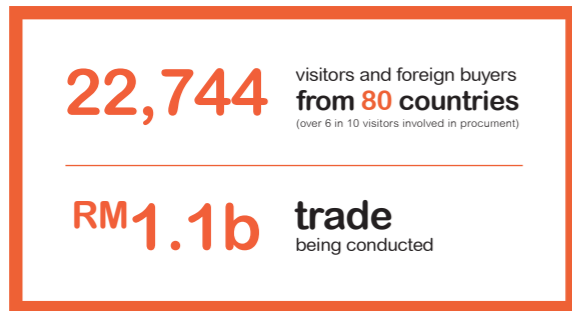 22,744
visitors and foreign buyers
from 80 countries
(over 6 in 10 visitors involved in procurment)
RM1.1b
trade
being conducted